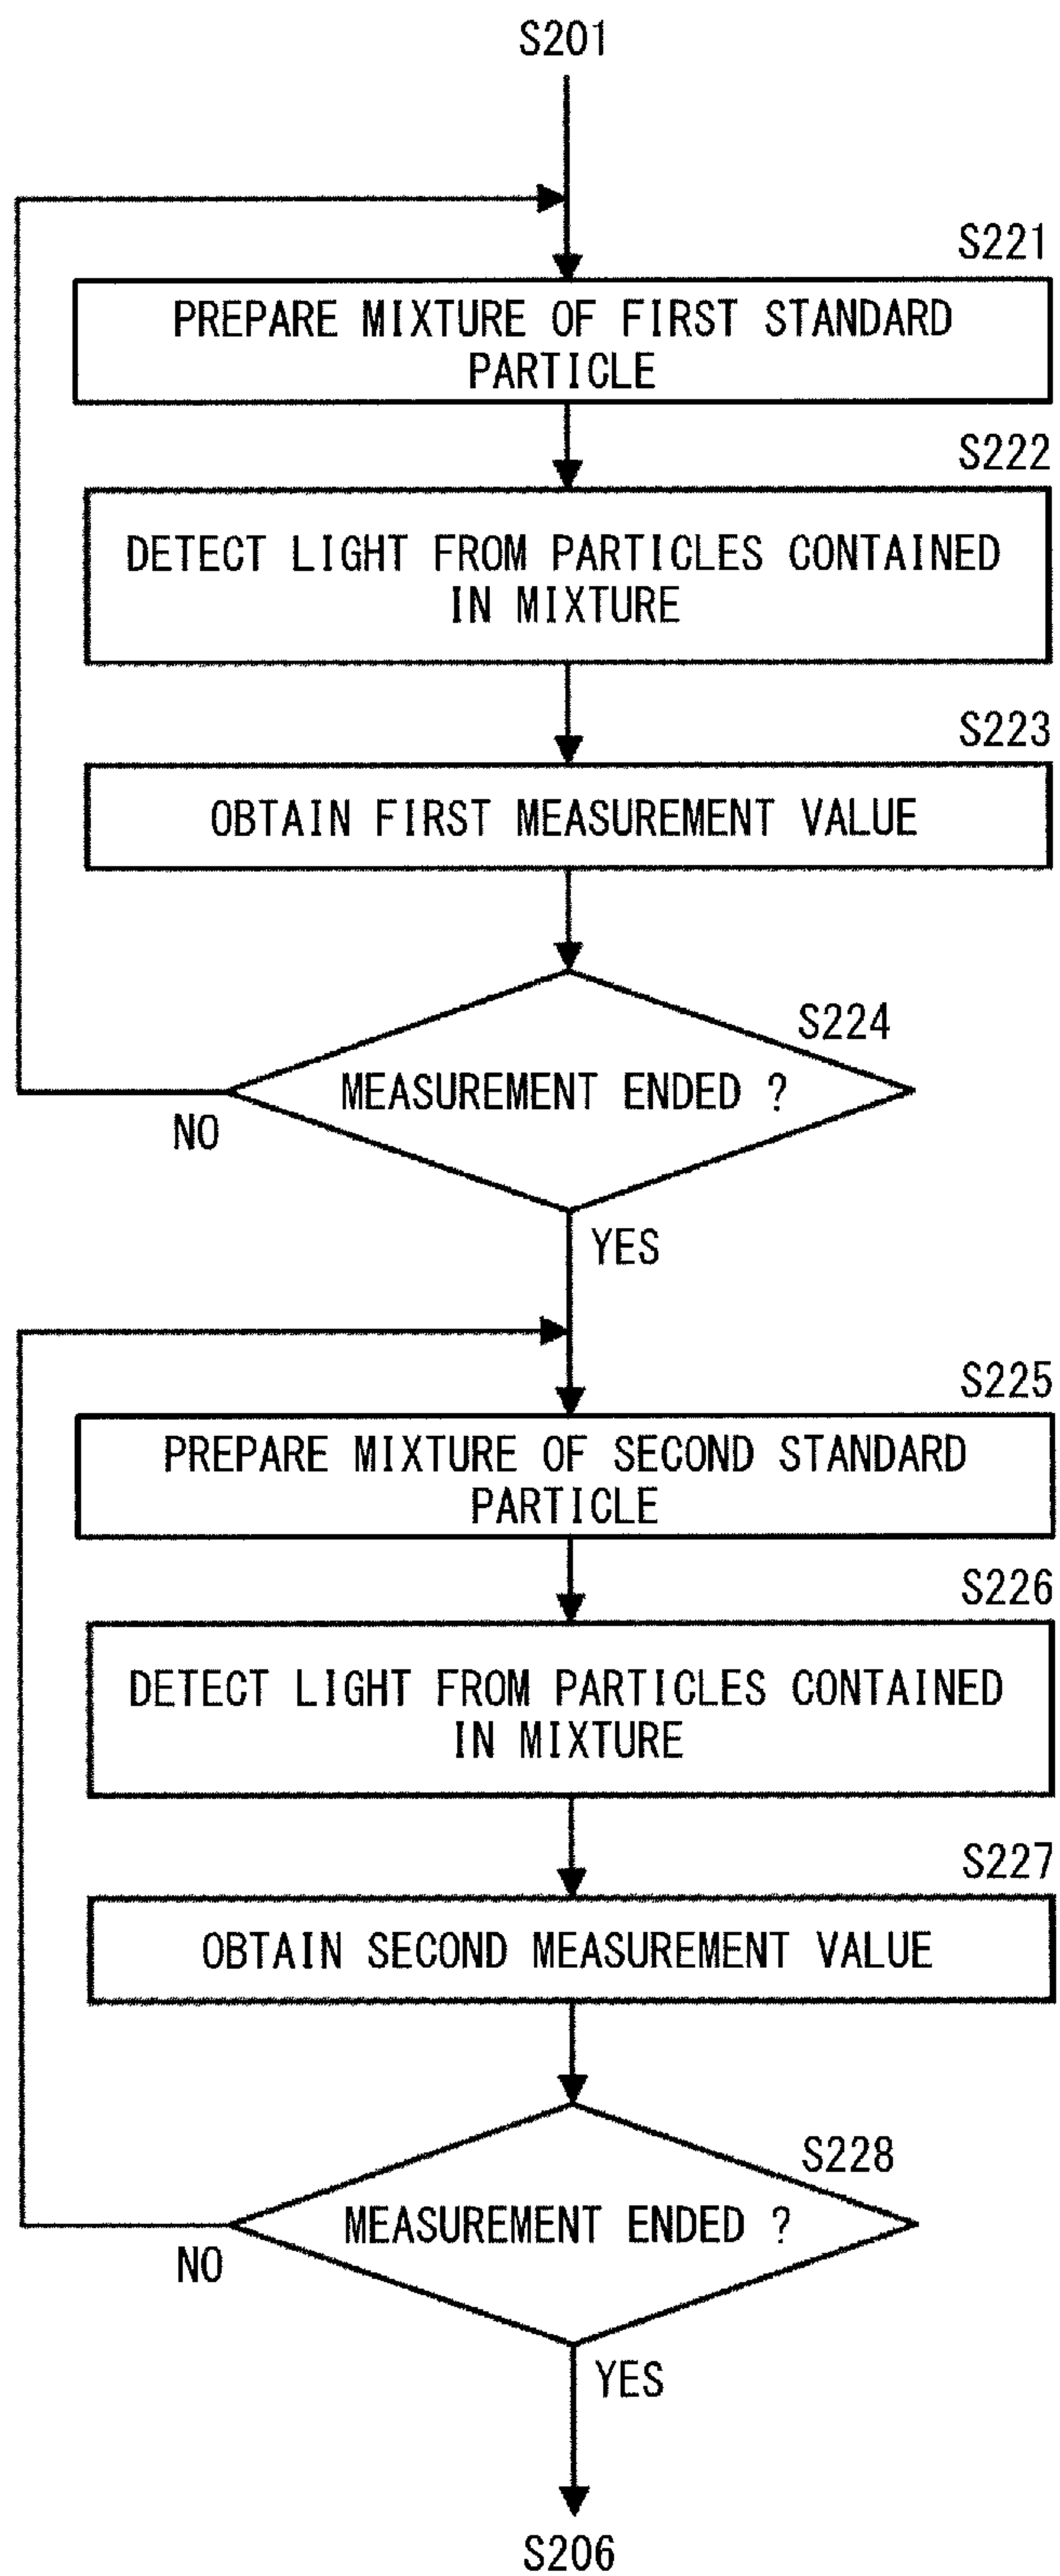 S201
S221
PREPARE MIXTURE OF FIRST STANDARD
PARTICLE
S222
DETECT LIGHT FROM PARTICLES CONTAINED
IN MIXTURE
S223
OBTAIN FIRST MEASUREMENT VALUE
S224
MEASUREMENT ENDED ?
NO
YES
S225
PREPARE MIXTURE OF SECOND STANDARD
PARTICLE
S226
DETECT LIGHT FROM PARTICLES CONTAINED
IN MIXTURE
S227
OBTAIN SECOND MEASUREMENT VALUE
S228
MEASUREMENT ENDED ?
NO
YES
S206